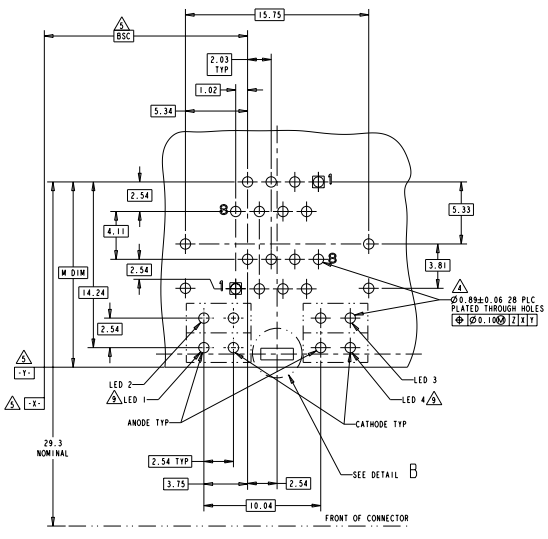 15.75
5
BSC
2.03
TYP
1.02
5.34
1
2.54
8
5.33
4.11
8
3.81
M DIM
2.54
4
14.24
1
Ø0.89±0.06 28 PLC
PLATED THROUGH HOLES
⌖ Ø0.10Ⓜ Z X Y
2.54
5
-Y-
LED 2
LED 3
5 -X-
9 LED 1
LED 4 9
ANODE TYP
CATHODE TYP
29.3
NOMINAL
2.54 TYP
SEE DETAIL B
3.75
2.54
10.04
FRONT OF CONNECTOR